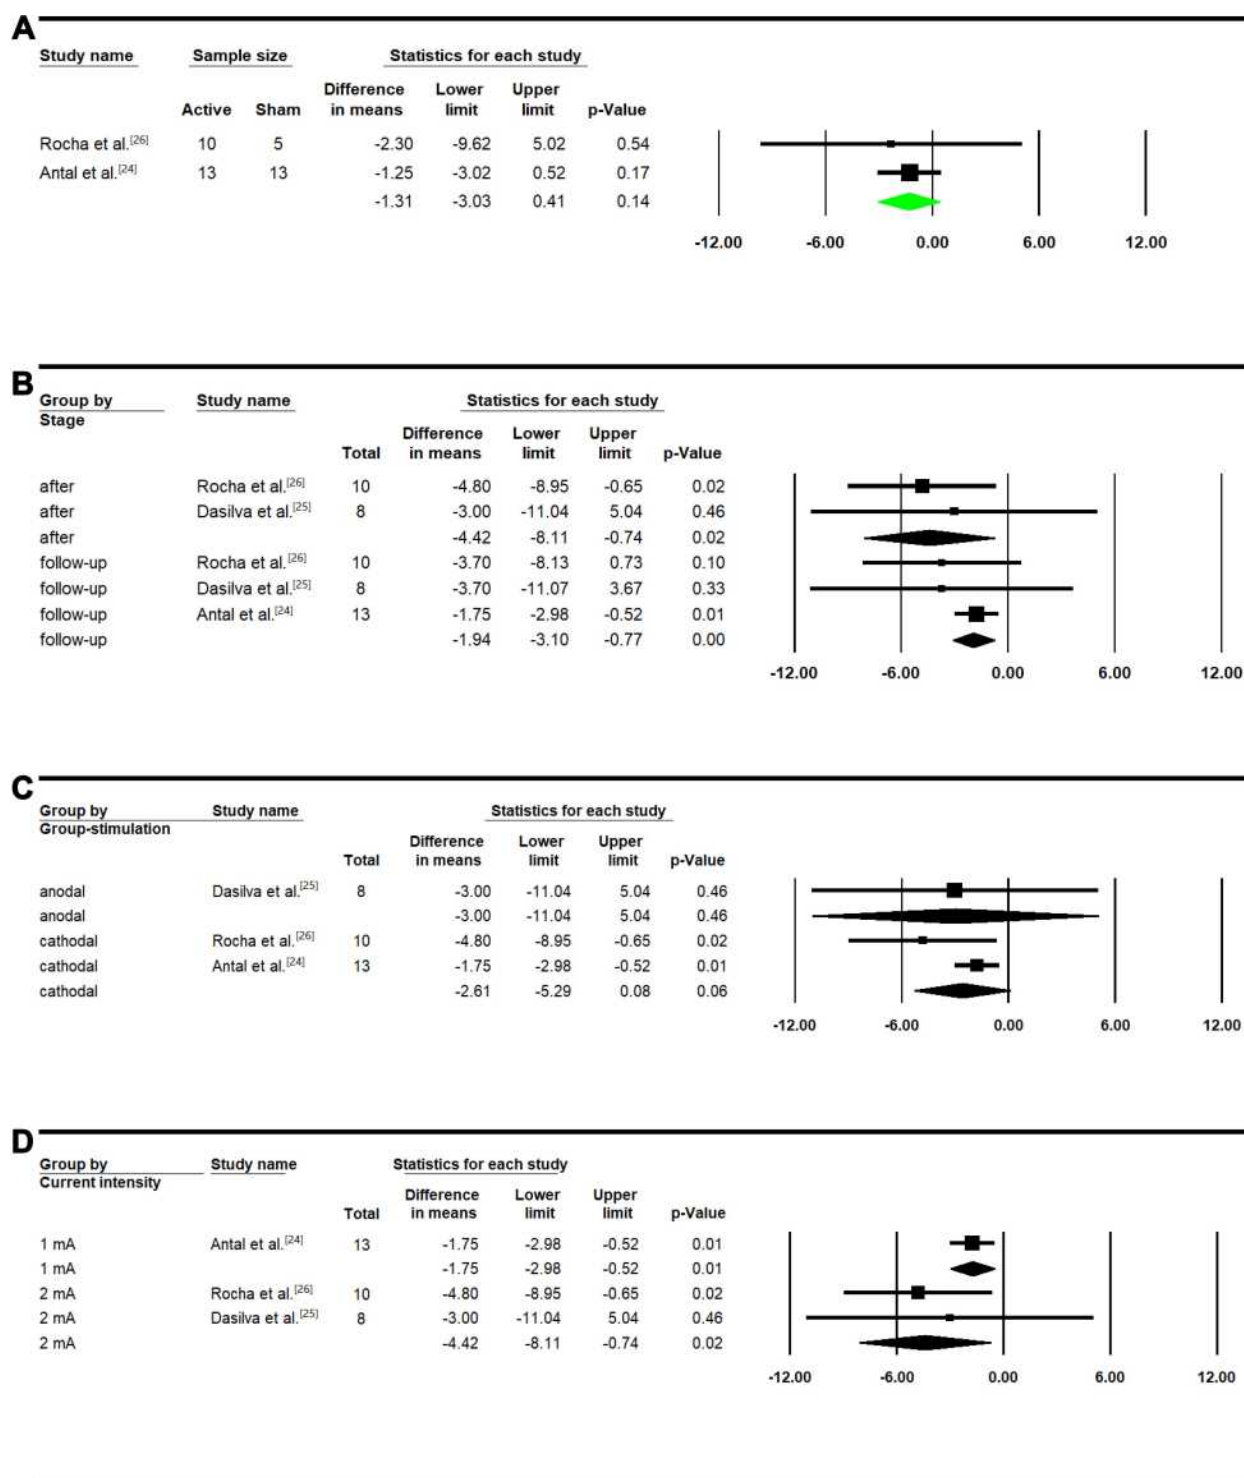 A
Study name Sample size Statistics for each study
Difference Lower Upper
Active Sham in means limit limit p-Value
Rocha et al.[26] 10 5 -2.30 -9.62 5.02 0.54
Antal et al.[24] 13 13 -1.25 -3.02 0.52 0.17
-1.31 -3.03 0.41 0.14
-12.00 -6.00 0.00 6.00 12.00
B
Group by Study name Statistics for each study
Stage
Difference Lower Upper
Total in means limit limit p-Value
after Rocha et al.[26] 10 -4.80 -8.95 -0.65 0.02
after Dasilva et al.[25] 8 -3.00 -11.04 5.04 0.46
after -4.42 -8.11 -0.74 0.02
follow-up Rocha et al.[26] 10 -3.70 -8.13 0.73 0.10
follow-up Dasilva et al.[25] 8 -3.70 -11.07 3.67 0.33
follow-up Antal et al.[24] 13 -1.75 -2.98 -0.52 0.01
follow-up -1.94 -3.10 -0.77 0.00
-12.00 -6.00 0.00 6.00 12.00
C
Group by Study name Statistics for each study
Group-stimulation
Difference Lower Upper
Total in means limit limit p-Value
anodal Dasilva et al.[25] 8 -3.00 -11.04 5.04 0.46
anodal -3.00 -11.04 5.04 0.46
cathodal Rocha et al.[26] 10 -4.80 -8.95 -0.65 0.02
cathodal Antal et al.[24] 13 -1.75 -2.98 -0.52 0.01
cathodal -2.61 -5.29 0.08 0.06
-12.00 -6.00 0.00 6.00 12.00
D
Group by Study name Statistics for each study
Current intensity
Difference Lower Upper
Total in means limit limit p-Value
1 mA Antal et al.[24] 13 -1.75 -2.98 -0.52 0.01
1 mA -1.75 -2.98 -0.52 0.01
2 mA Rocha et al.[26] 10 -4.80 -8.95 -0.65 0.02
2 mA Dasilva et al.[25] 8 -3.00 -11.04 5.04 0.46
2 mA -4.42 -8.11 -0.74 0.02
-12.00 -6.00 0.00 6.00 12.00